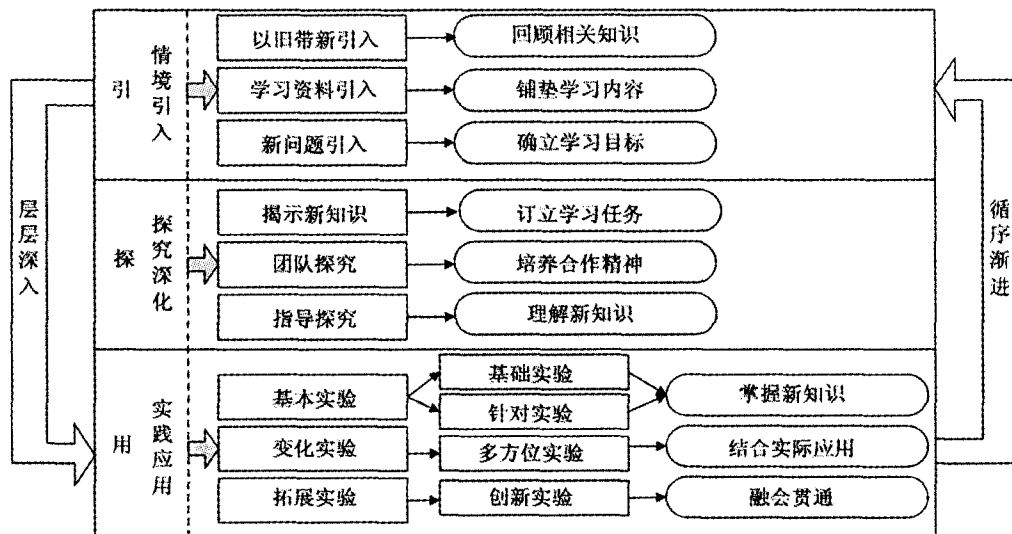 层层深入
引
情境引入
以旧带新引入
回顾相关知识
学习资料引入
铺垫学习内容
新问题引入
确立学习目标
探
探究深化
揭示新知识
订立学习任务
团队探究
培养合作精神
指导探究
理解新知识
用
实践应用
基本实验
基础实验
针对实验
掌握新知识
变化实验
多方位实验
结合实际应用
拓展实验
创新实验
融会贯通
循序渐进